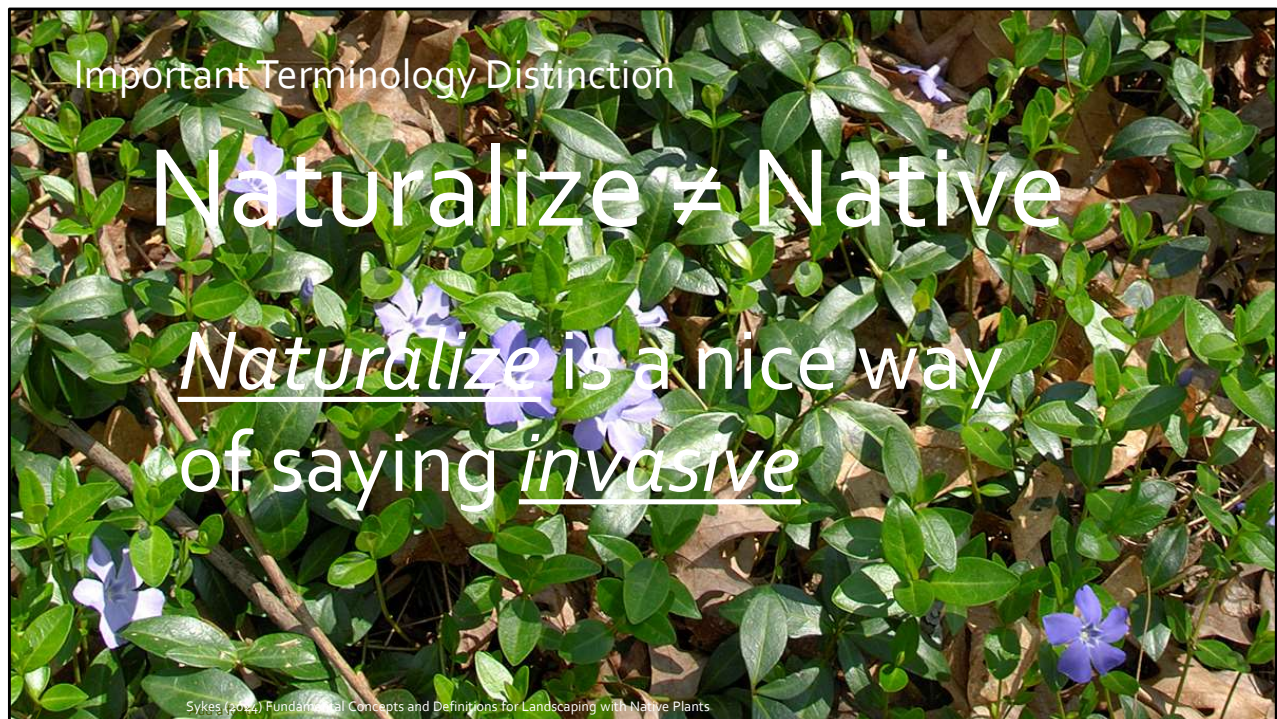 Important Terminology Distinction
Naturalize ≠ Native
Naturalize is a nice way
of saying invasive
Sykes (2024) Fundamental Concepts and Definitions for Landscaping with Native Plants